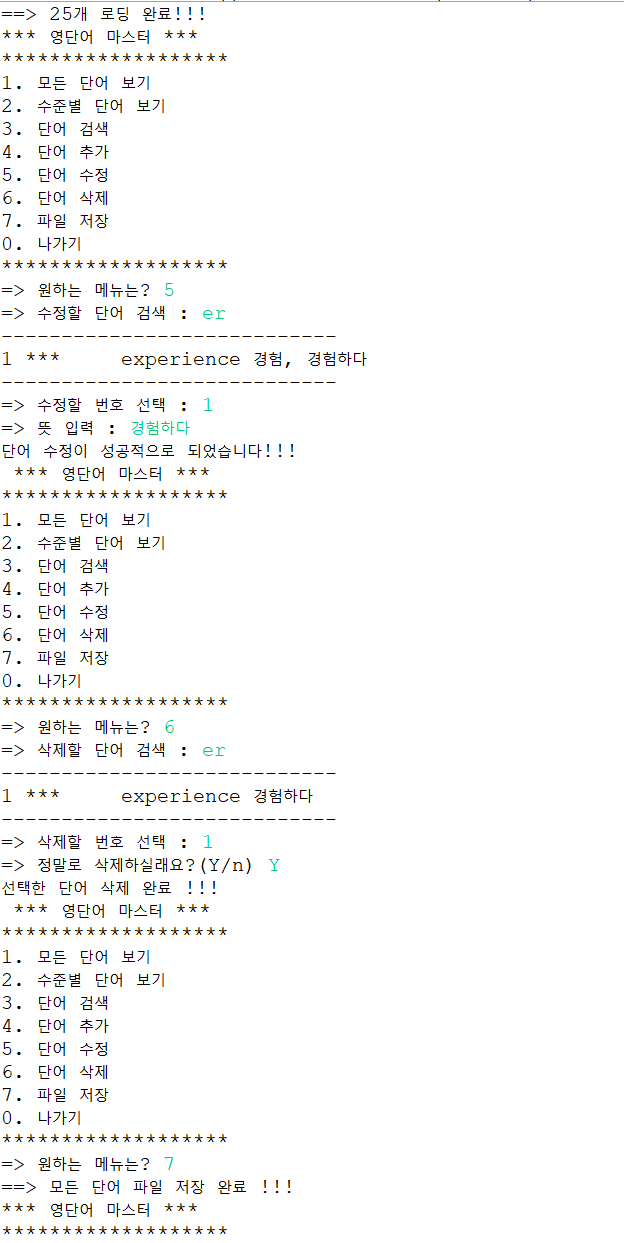 ==> 25개 로딩 완료!!!
*** 영단어 마스터 ***
*******************
1. 모든 단어 보기
2. 수준별 단어 보기
3. 단어 검색
4. 단어 추가
5. 단어 수정
6. 단어 삭제
7. 파일 저장
0. 나가기
*******************
=> 원하는 메뉴는? 5
=> 수정할 단어 검색 : er
----------------------------
1 ***     experience 경험, 경험하다
----------------------------
=> 수정할 번호 선택 : 1
=> 뜻 입력 : 경험하다
단어 수정이 성공적으로 되었습니다!!!
 *** 영단어 마스터 ***
*******************
1. 모든 단어 보기
2. 수준별 단어 보기
3. 단어 검색
4. 단어 추가
5. 단어 수정
6. 단어 삭제
7. 파일 저장
0. 나가기
*******************
=> 원하는 메뉴는? 6
=> 삭제할 단어 검색 : er
----------------------------
1 ***     experience 경험하다
----------------------------
=> 삭제할 번호 선택 : 1
=> 정말로 삭제하실래요?(Y/n) Y
선택한 단어 삭제 완료 !!!
 *** 영단어 마스터 ***
*******************
1. 모든 단어 보기
2. 수준별 단어 보기
3. 단어 검색
4. 단어 추가
5. 단어 수정
6. 단어 삭제
7. 파일 저장
0. 나가기
*******************
=> 원하는 메뉴는? 7
==> 모든 단어 파일 저장 완료 !!!
*** 영단어 마스터 ***
*******************